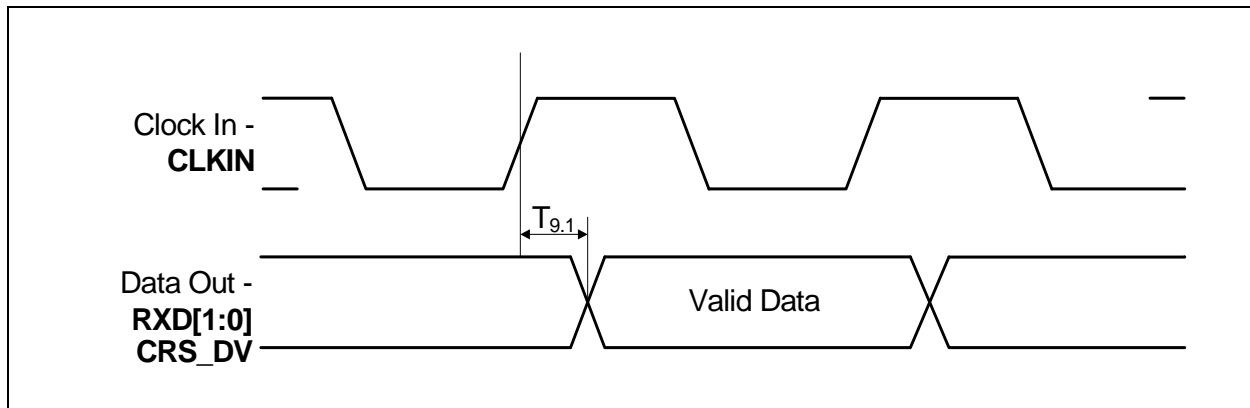 Clock In -
CLKIN
T9.1
Data Out -
RXD[1:0]
CRS_DV
Valid Data